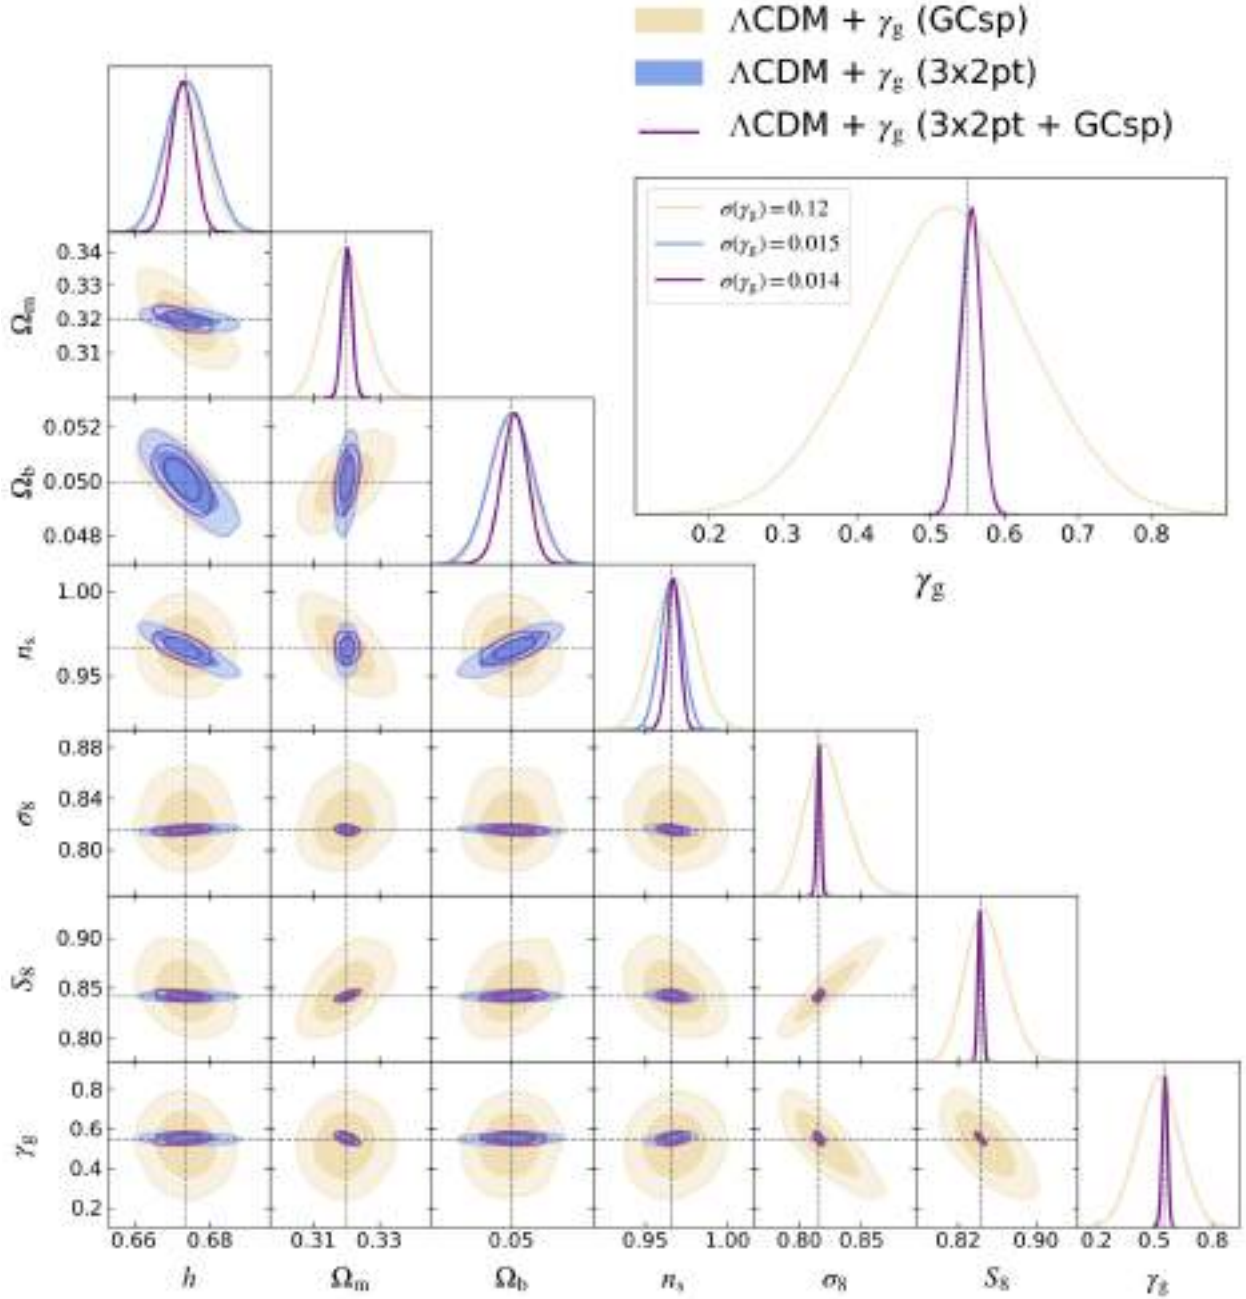 ΛCDM + γg (GCsp)
ΛCDM + γg (3x2pt)
ΛCDM + γg (3x2pt + GCsp)
σ(γg) = 0.12
σ(γg) = 0.015
σ(γg) = 0.014
0.2 0.3 0.4 0.5 0.6 0.7 0.8
γg
0.34
0.33
0.32
0.31
Ωm
0.052
0.050
0.048
Ωb
1.00
0.95
ns
0.88
0.84
0.80
σ8
0.90
0.85
0.80
S8
0.8
0.6
0.4
0.2
γg
0.66 0.68 0.31 0.33 0.05 0.95 1.00 0.80 0.85 0.82 0.90 0.2 0.5 0.8
h Ωm Ωb ns σ8 S8 γg